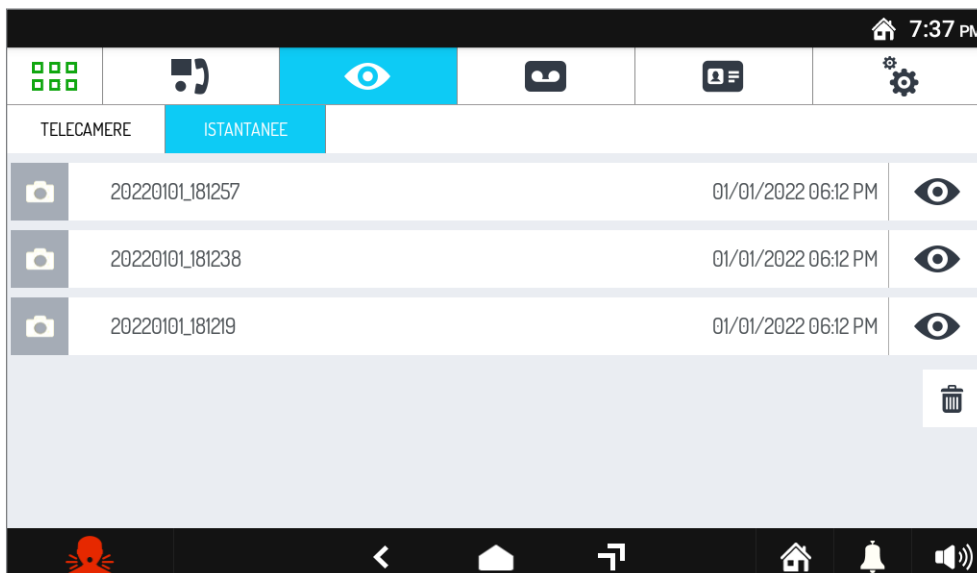 7:37 PM
TELECAMERE ISTANTANEE
20220101_181257 01/01/2022 06:12 PM
20220101_181238 01/01/2022 06:12 PM
20220101_181219 01/01/2022 06:12 PM